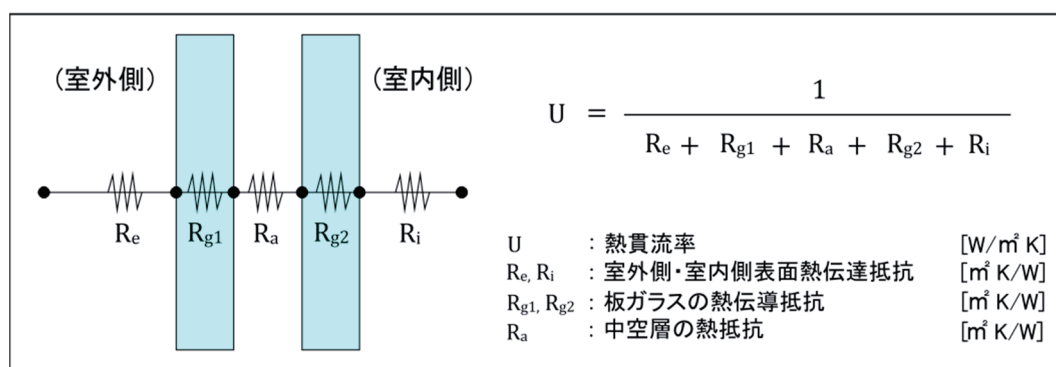 (室外側)
(室内側)
Re
Rg1
Ra
Rg2
Ri
U = 1 / Re + Rg1 + Ra + Rg2 + Ri
U : 熱貫流率 [W/㎡ K]
Re, Ri : 室外側・室内側表面熱伝達抵抗 [㎡ K/W]
Rg1, Rg2 : 板ガラスの熱伝導抵抗 [㎡ K/W]
Ra : 中空層の熱抵抗 [㎡ K/W]